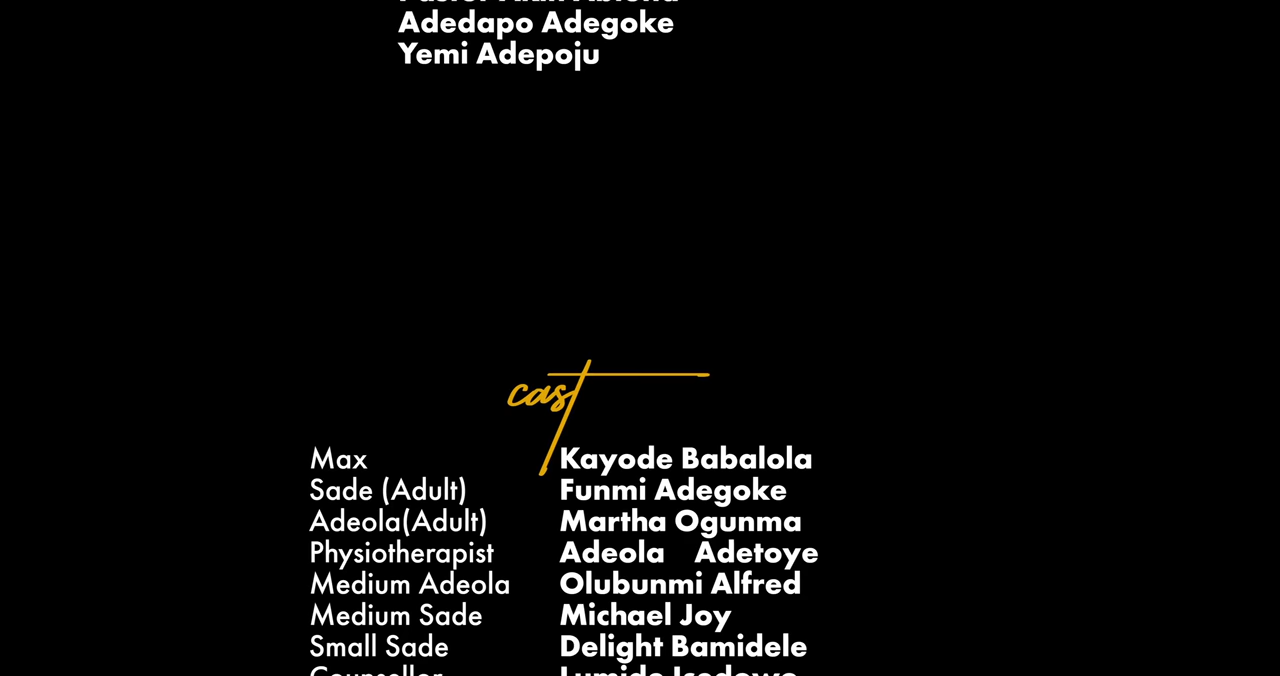 Adedapo Adegoke
Yemi Adepoju
cast
Max Kayode Babalola
Sade (Adult) Funmi Adegoke
Adeola(Adult) Martha Ogunma
Physiotherapist Adeola Adetoye
Medium Adeola Olubunmi Alfred
Medium Sade Michael Joy
Small Sade Delight Bamidele
Counsellor